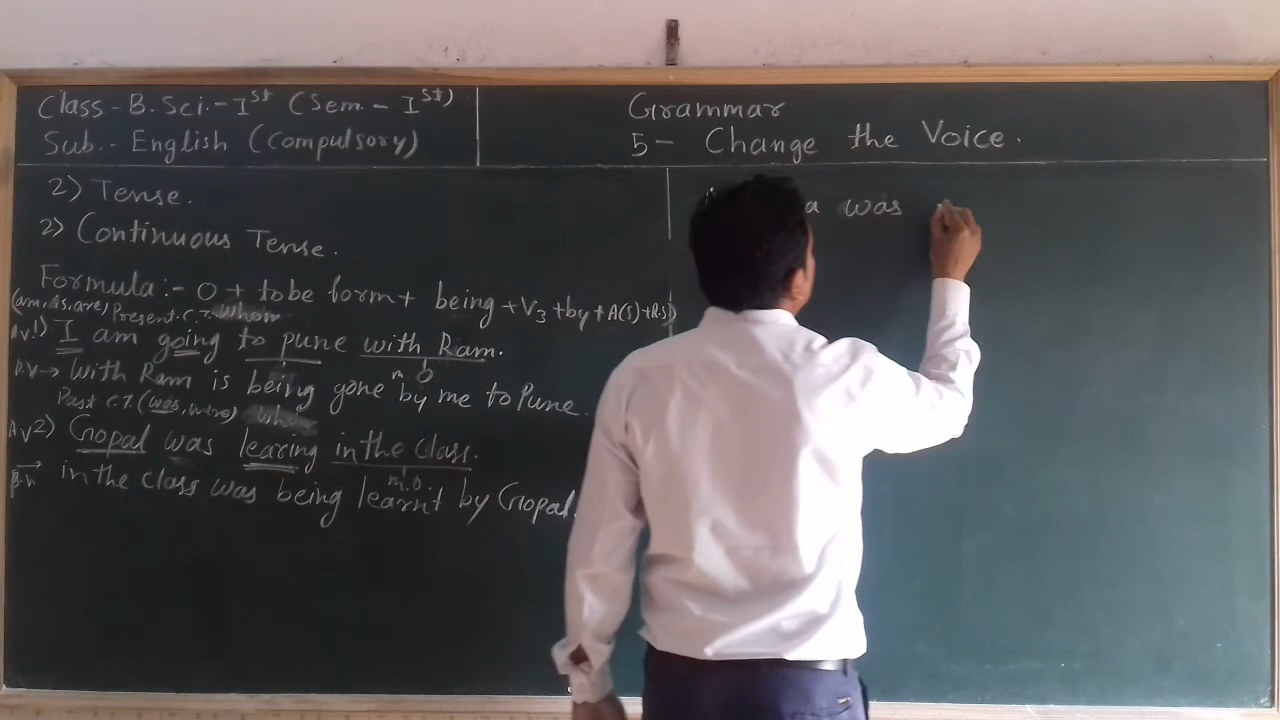 Class - B. Sci. - Ist (Sem. - Ist)
Sub. - English (Compulsory)
Grammar
5 - Change the Voice.
2) Tense.
2) Continuous Tense.
Formula :- O + tobe form + being + V3 + by + A(S) + R.S)
(am, is, are) Present. C.T. Whom
A.V 1) I am going to pune with Ram.
m O
P.V → With Ram is being gone by me to Pune.
Past C.T. (was, were)
A.V 2) Gopal was learing in the class.
m.O.
in the class was being learnt by Gopal.
a was